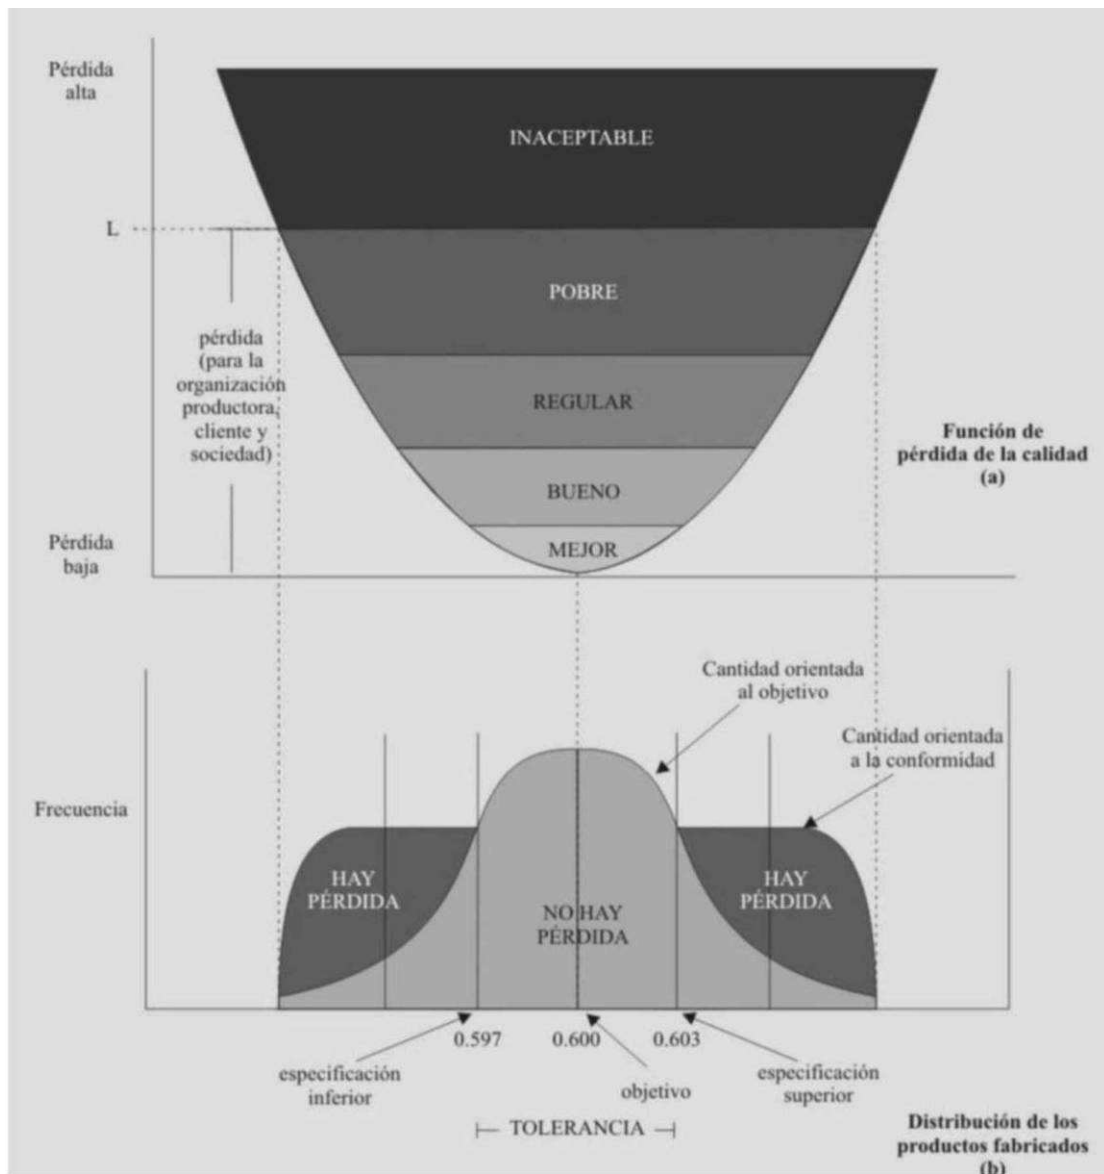 Pérdida
alta
INACEPTABLE
L
POBRE
pérdida
(para la
organización
productora,
cliente y
sociedad)
REGULAR
Función de
pérdida de la calidad
(a)
BUENO
Pérdida
baja
MEJOR
Cantidad orientada
al objetivo
Cantidad orientada
a la conformidad
Frecuencia
HAY
PÉRDIDA
NO HAY
PÉRDIDA
HAY
PÉRDIDA
0.597
0.600
0.603
especificación
inferior
objetivo
especificación
superior
TOLERANCIA
Distribución de los
productos fabricados
(b)